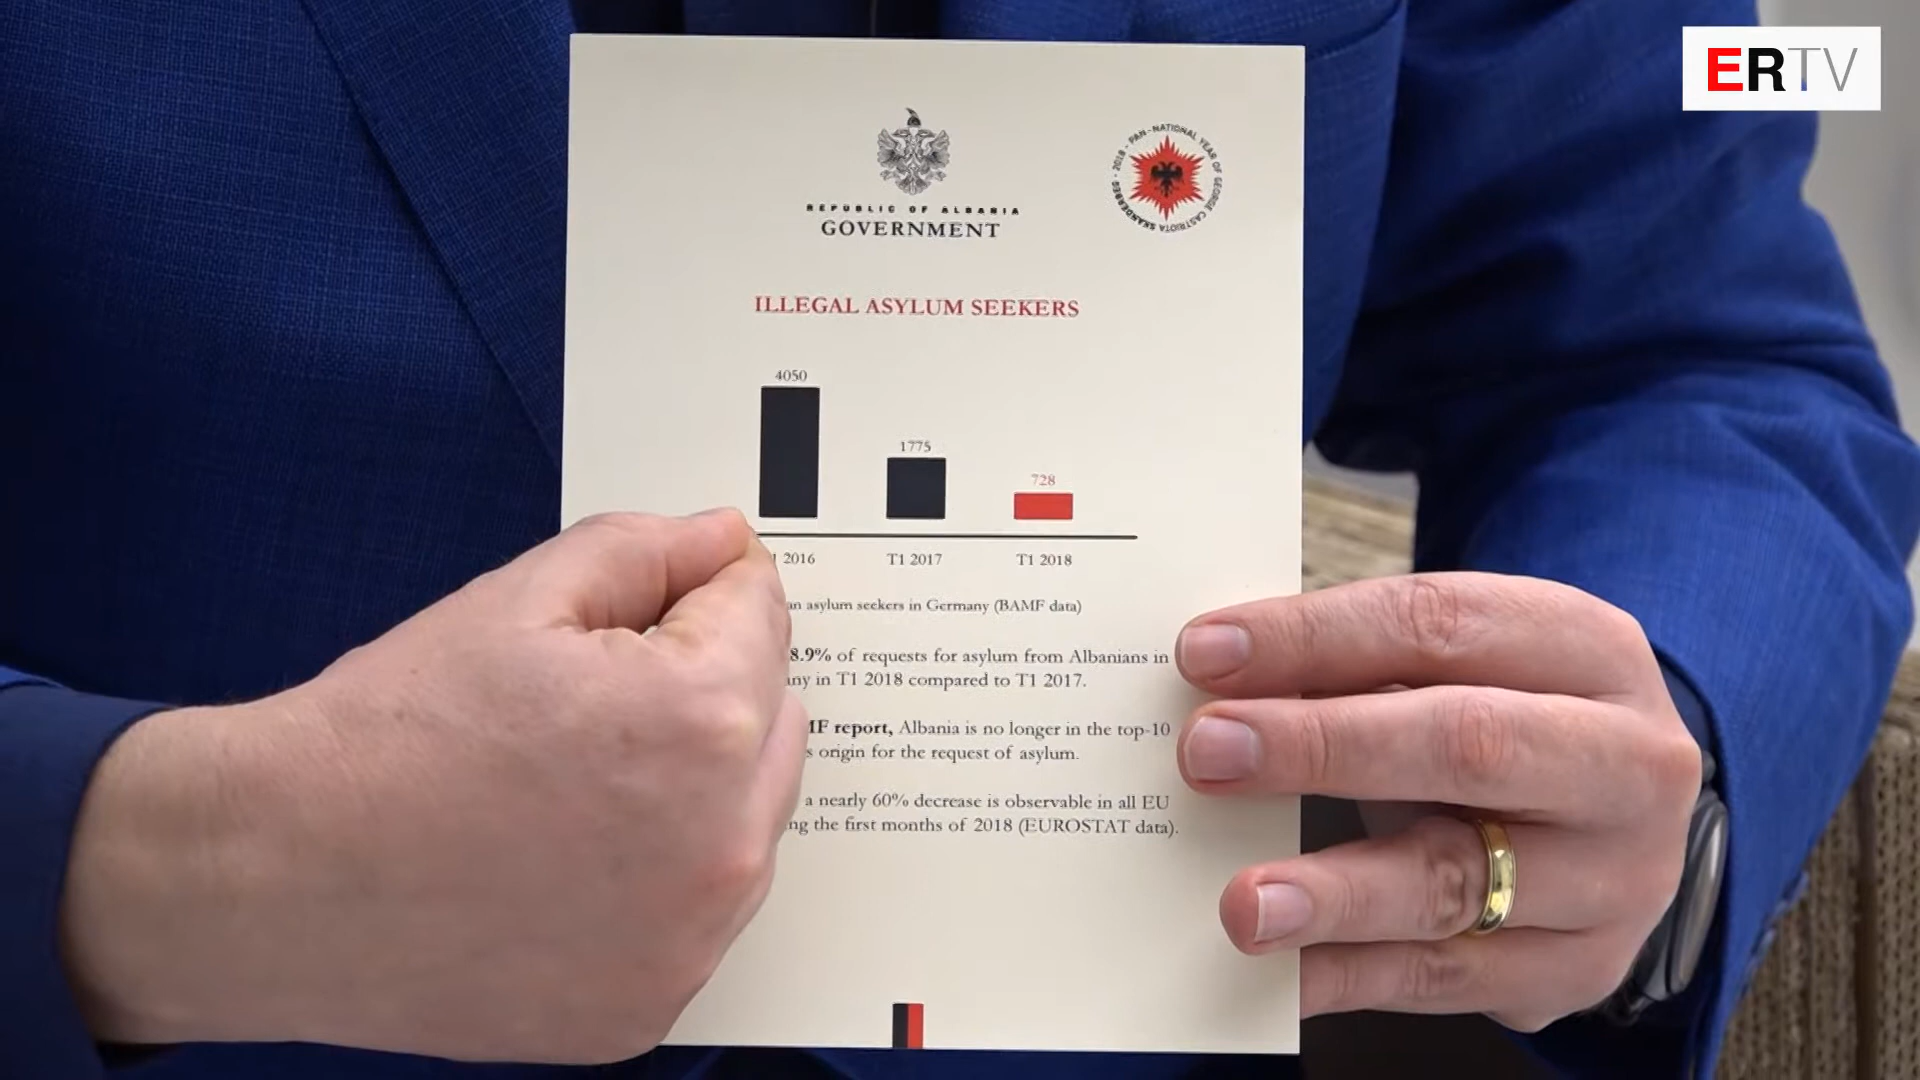 ERTV
2018 - PAN-NATIONAL YEAR OF GEORGE CASTRIOTA SKANDERBEG -
REPUBLIC OF ALBANIA
GOVERNMENT
ILLEGAL ASYLUM SEEKERS
4050
1775
728
2016
T1 2017
T1 2018
asylum seekers in Germany (BAMF data)
8.9% of requests for asylum from Albanians in
in T1 2018 compared to T1 2017.
report, Albania is no longer in the top-10
origin for the request of asylum.
a nearly 60% decrease is observable in all EU
the first months of 2018 (EUROSTAT data).